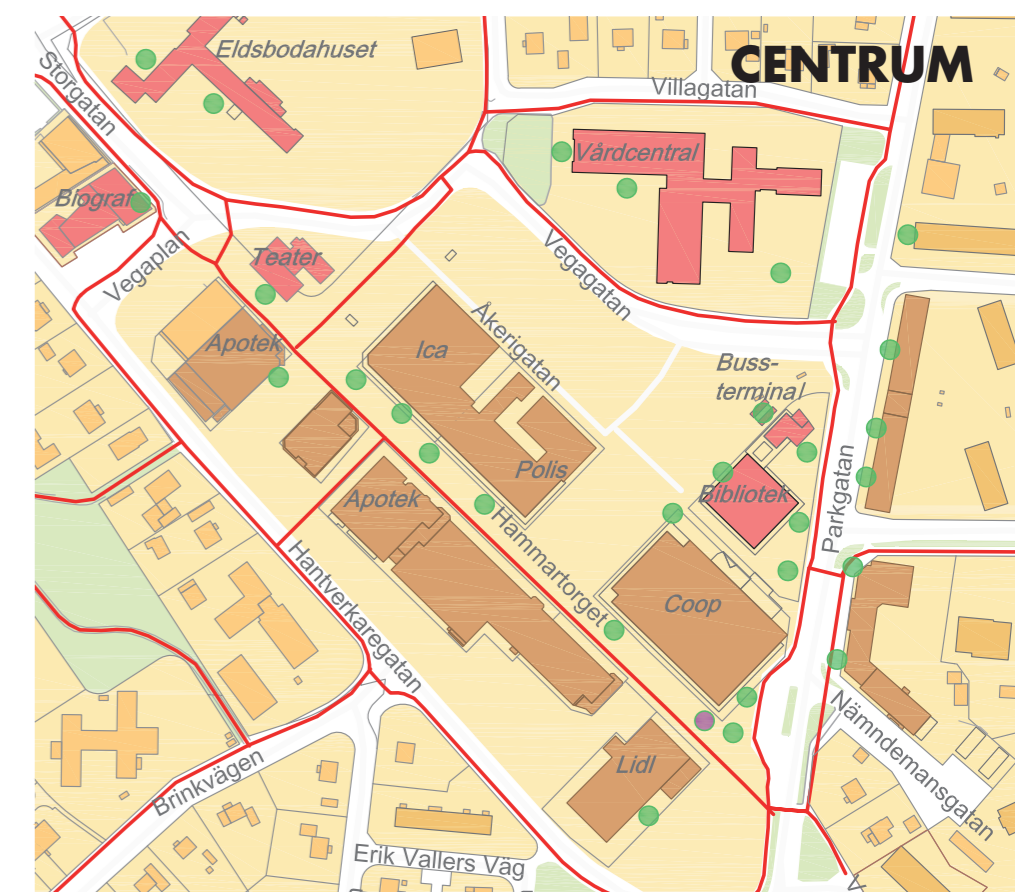 Eldsbodahuset
CENTRUM
Storgatan
Villagatan
Vårdcentral
Biograf
Vegaplan
Teater
Vegagatan
Åkerigatan
Apotek
Ica
Buss-
terminal
Polis
Bibliotek
Parkgatan
Apotek
Hammartorget
Hantverkaregatan
Coop
Nämndemansgatan
Lidl
Brinkvägen
Erik Vallers Väg